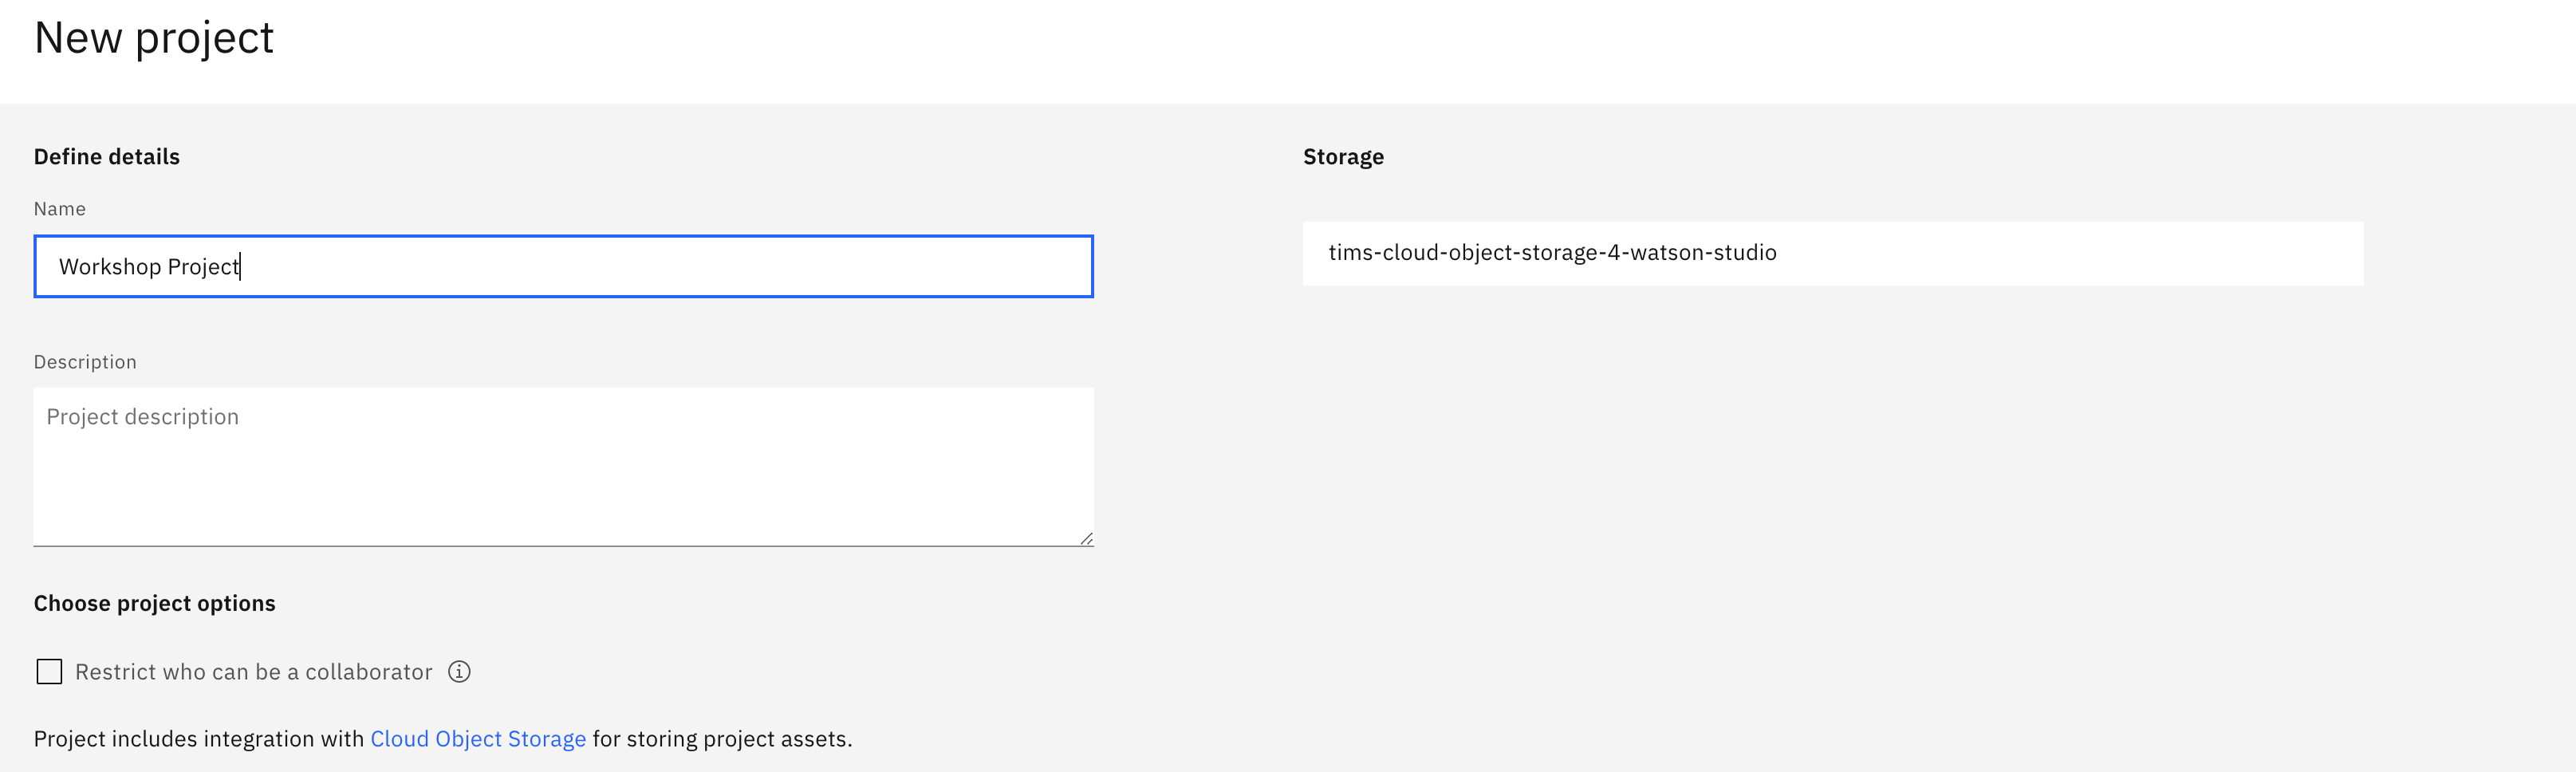 New project
Define details
Name
Workshop Project
Description
Project description
Choose project options
Restrict who can be a collaborator
Project includes integration with Cloud Object Storage for storing project assets.
Storage
tims-cloud-object-storage-4-watson-studio